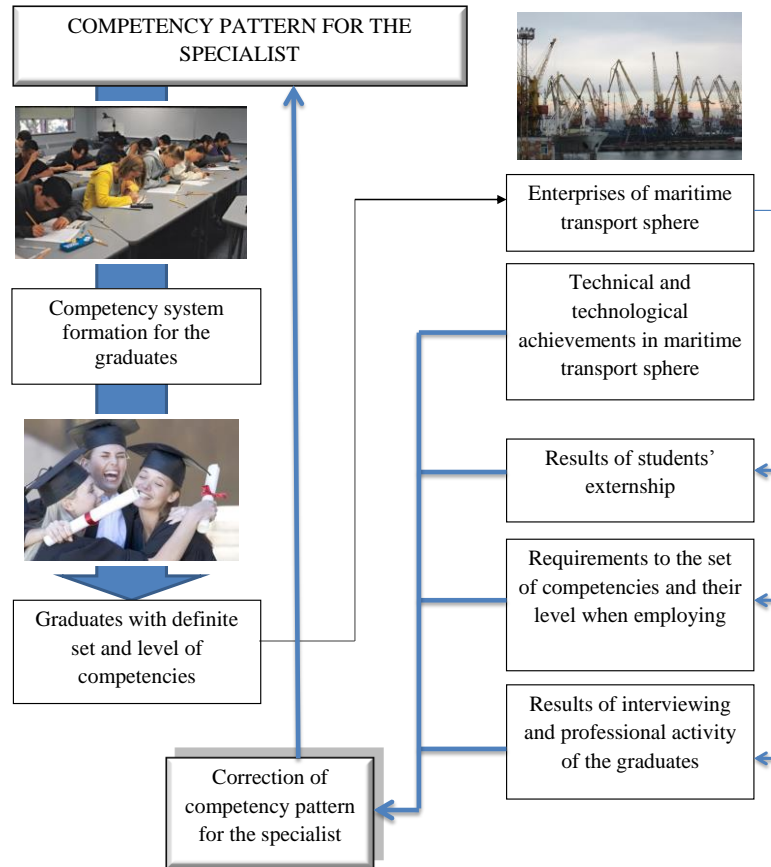 COMPETENCY PATTERN FOR THE
SPECIALIST
Competency system
formation for the
graduates
Graduates with definite
set and level of
competencies
Correction of
competency pattern
for the specialist
Enterprises of maritime
transport sphere
Technical and
technological
achievements in maritime
transport sphere
Results of students’
externship
Requirements to the set
of competencies and their
level when employing
Results of interviewing
and professional activity
of the graduates